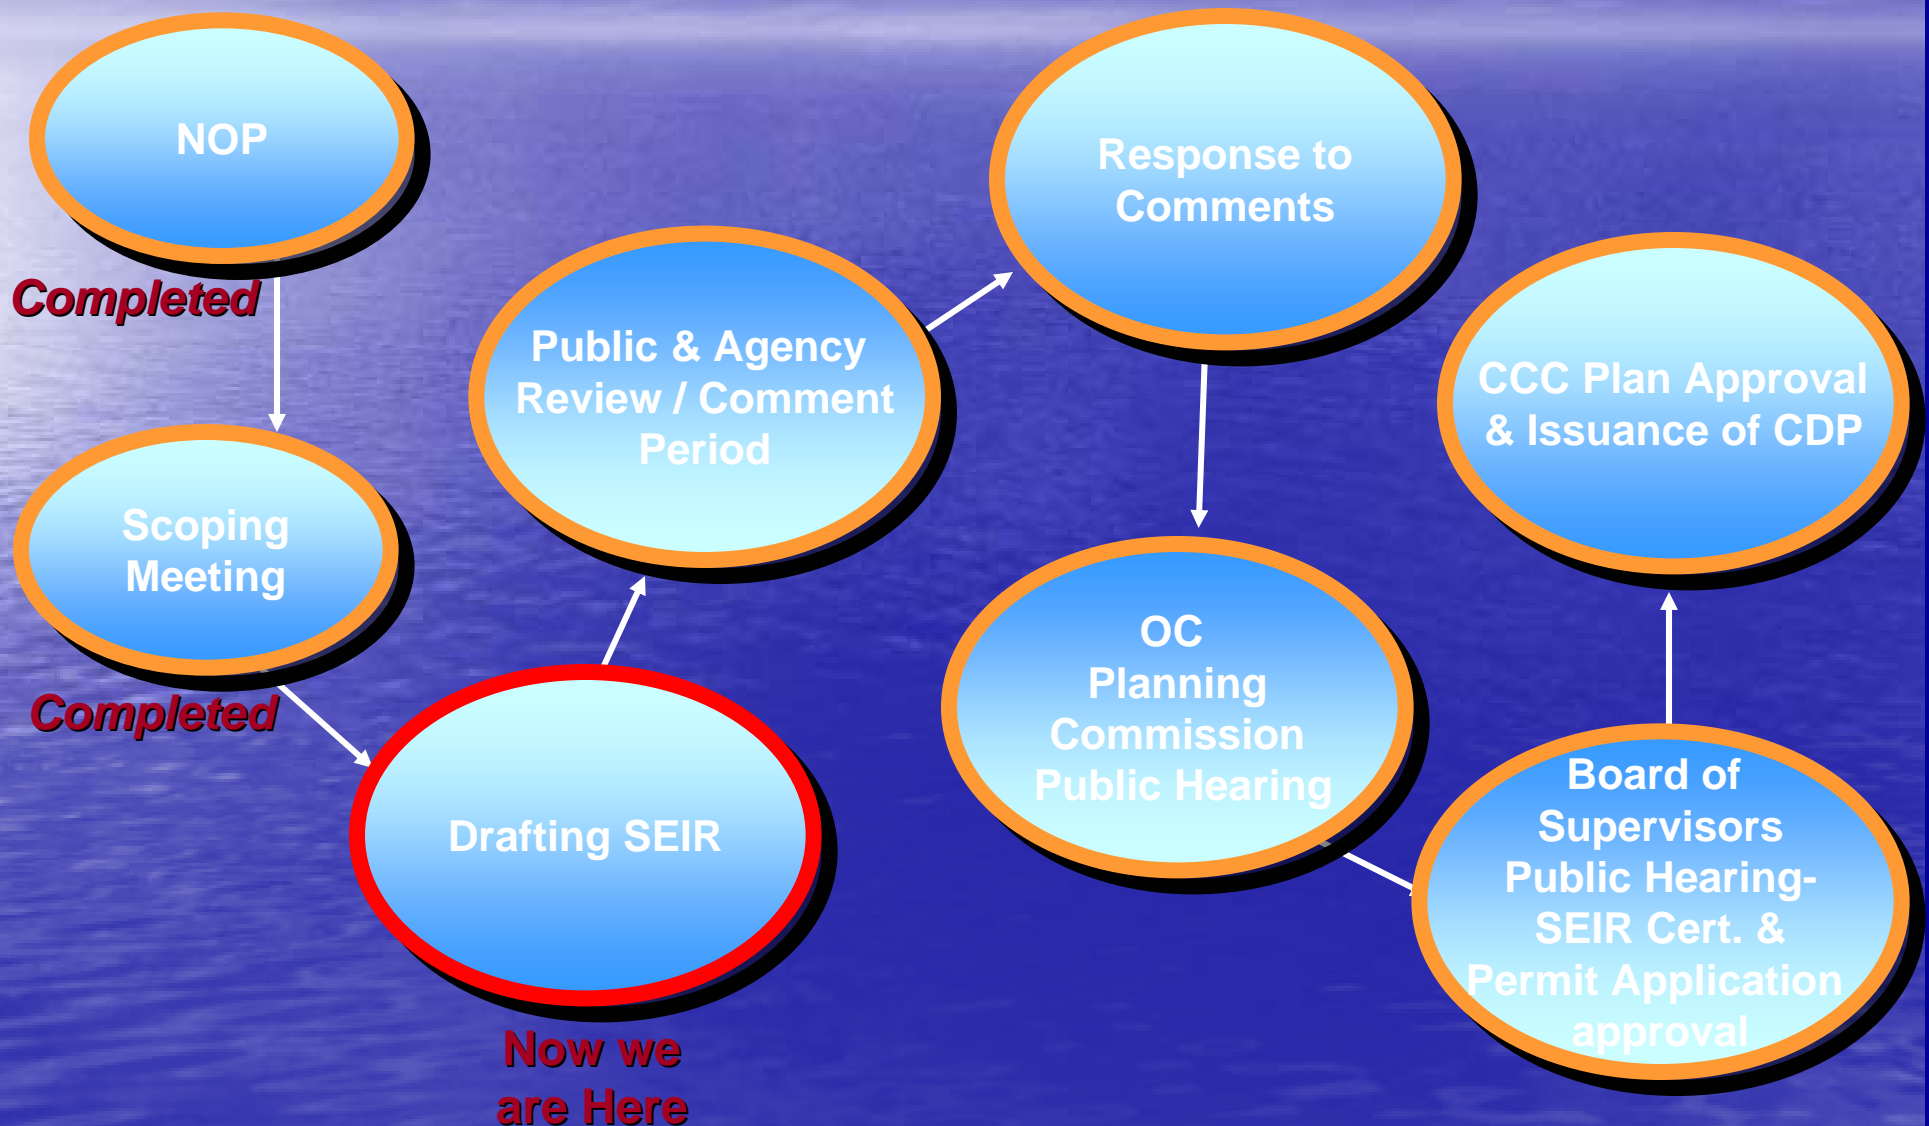 NOP
Completed
Scoping
Meeting
Completed
Drafting SEIR
Now we
are Here
Public & Agency
Review / Comment
Period
Response to
Comments
OC
Planning
Commission
Public Hearing
Board of
Supervisors
Public Hearing-
SEIR Cert. &
Permit Application
approval
CCC Plan Approval
& Issuance of CDP